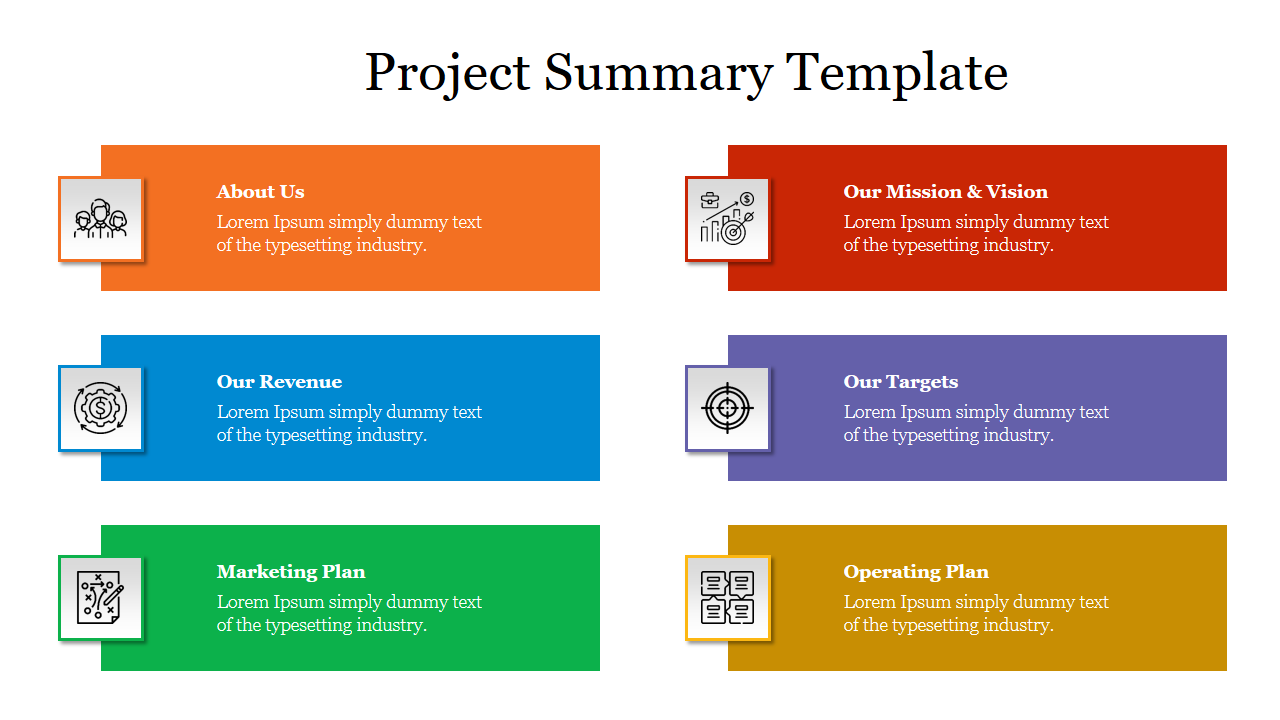 Project Summary Template
About Us
Lorem Ipsum simply dummy text
of the typesetting industry.
Our Mission & Vision
Lorem Ipsum simply dummy text
of the typesetting industry.
Our Revenue
Lorem Ipsum simply dummy text
of the typesetting industry.
Our Targets
Lorem Ipsum simply dummy text
of the typesetting industry.
Marketing Plan
Lorem Ipsum simply dummy text
of the typesetting industry.
Operating Plan
Lorem Ipsum simply dummy text
of the typesetting industry.